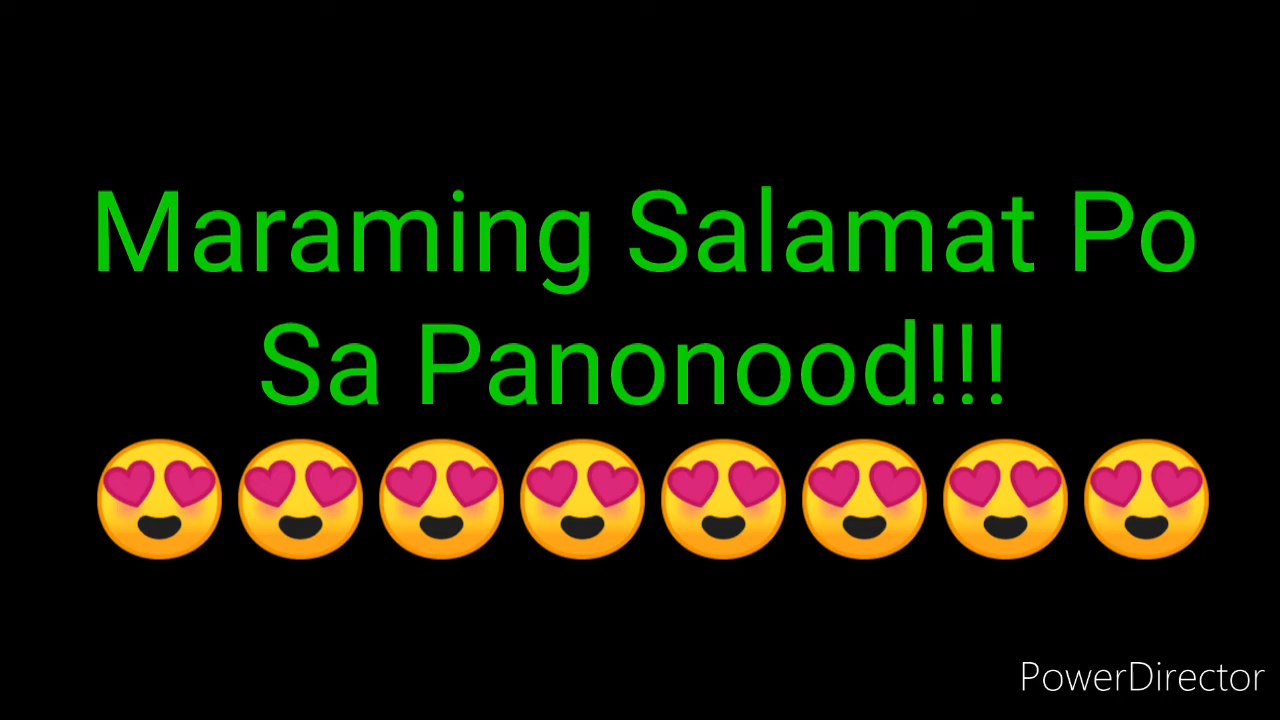 Maraming Salamat Po
Sa Panonood!!!
😍😍😍😍😍😍😍😍
PowerDirector